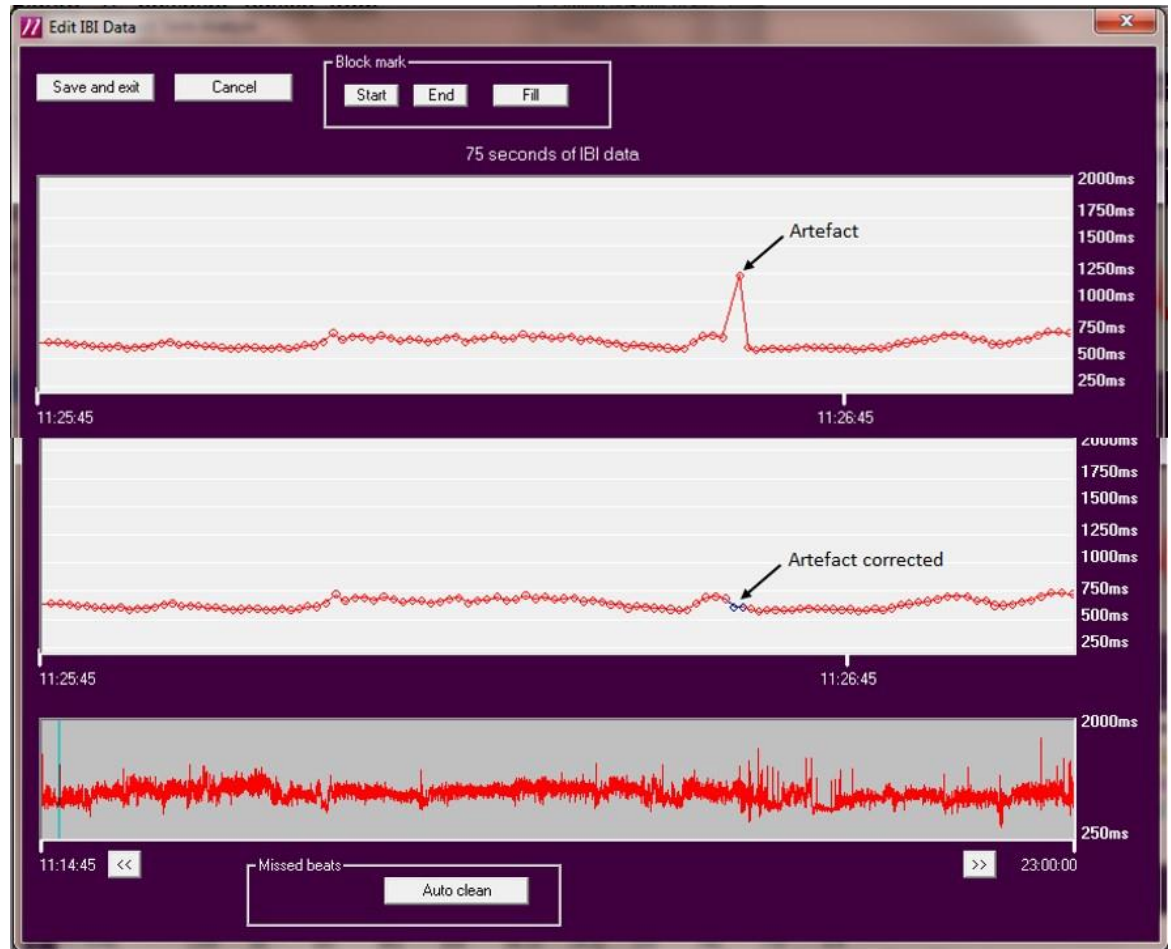 Edit IBI Data
Save and exit
Cancel
Block mark
Start
End
Fill
75 seconds of IBI data
2000ms
1750ms
1500ms
1250ms
1000ms
750ms
500ms
250ms
Artefact
11:25:45
11:26:45
2000ms
1750ms
1500ms
1250ms
1000ms
750ms
500ms
250ms
Artefact corrected
11:25:45
11:26:45
2000ms
250ms
11:14:45
<<
>>
23:00:00
Missed beats
Auto clean